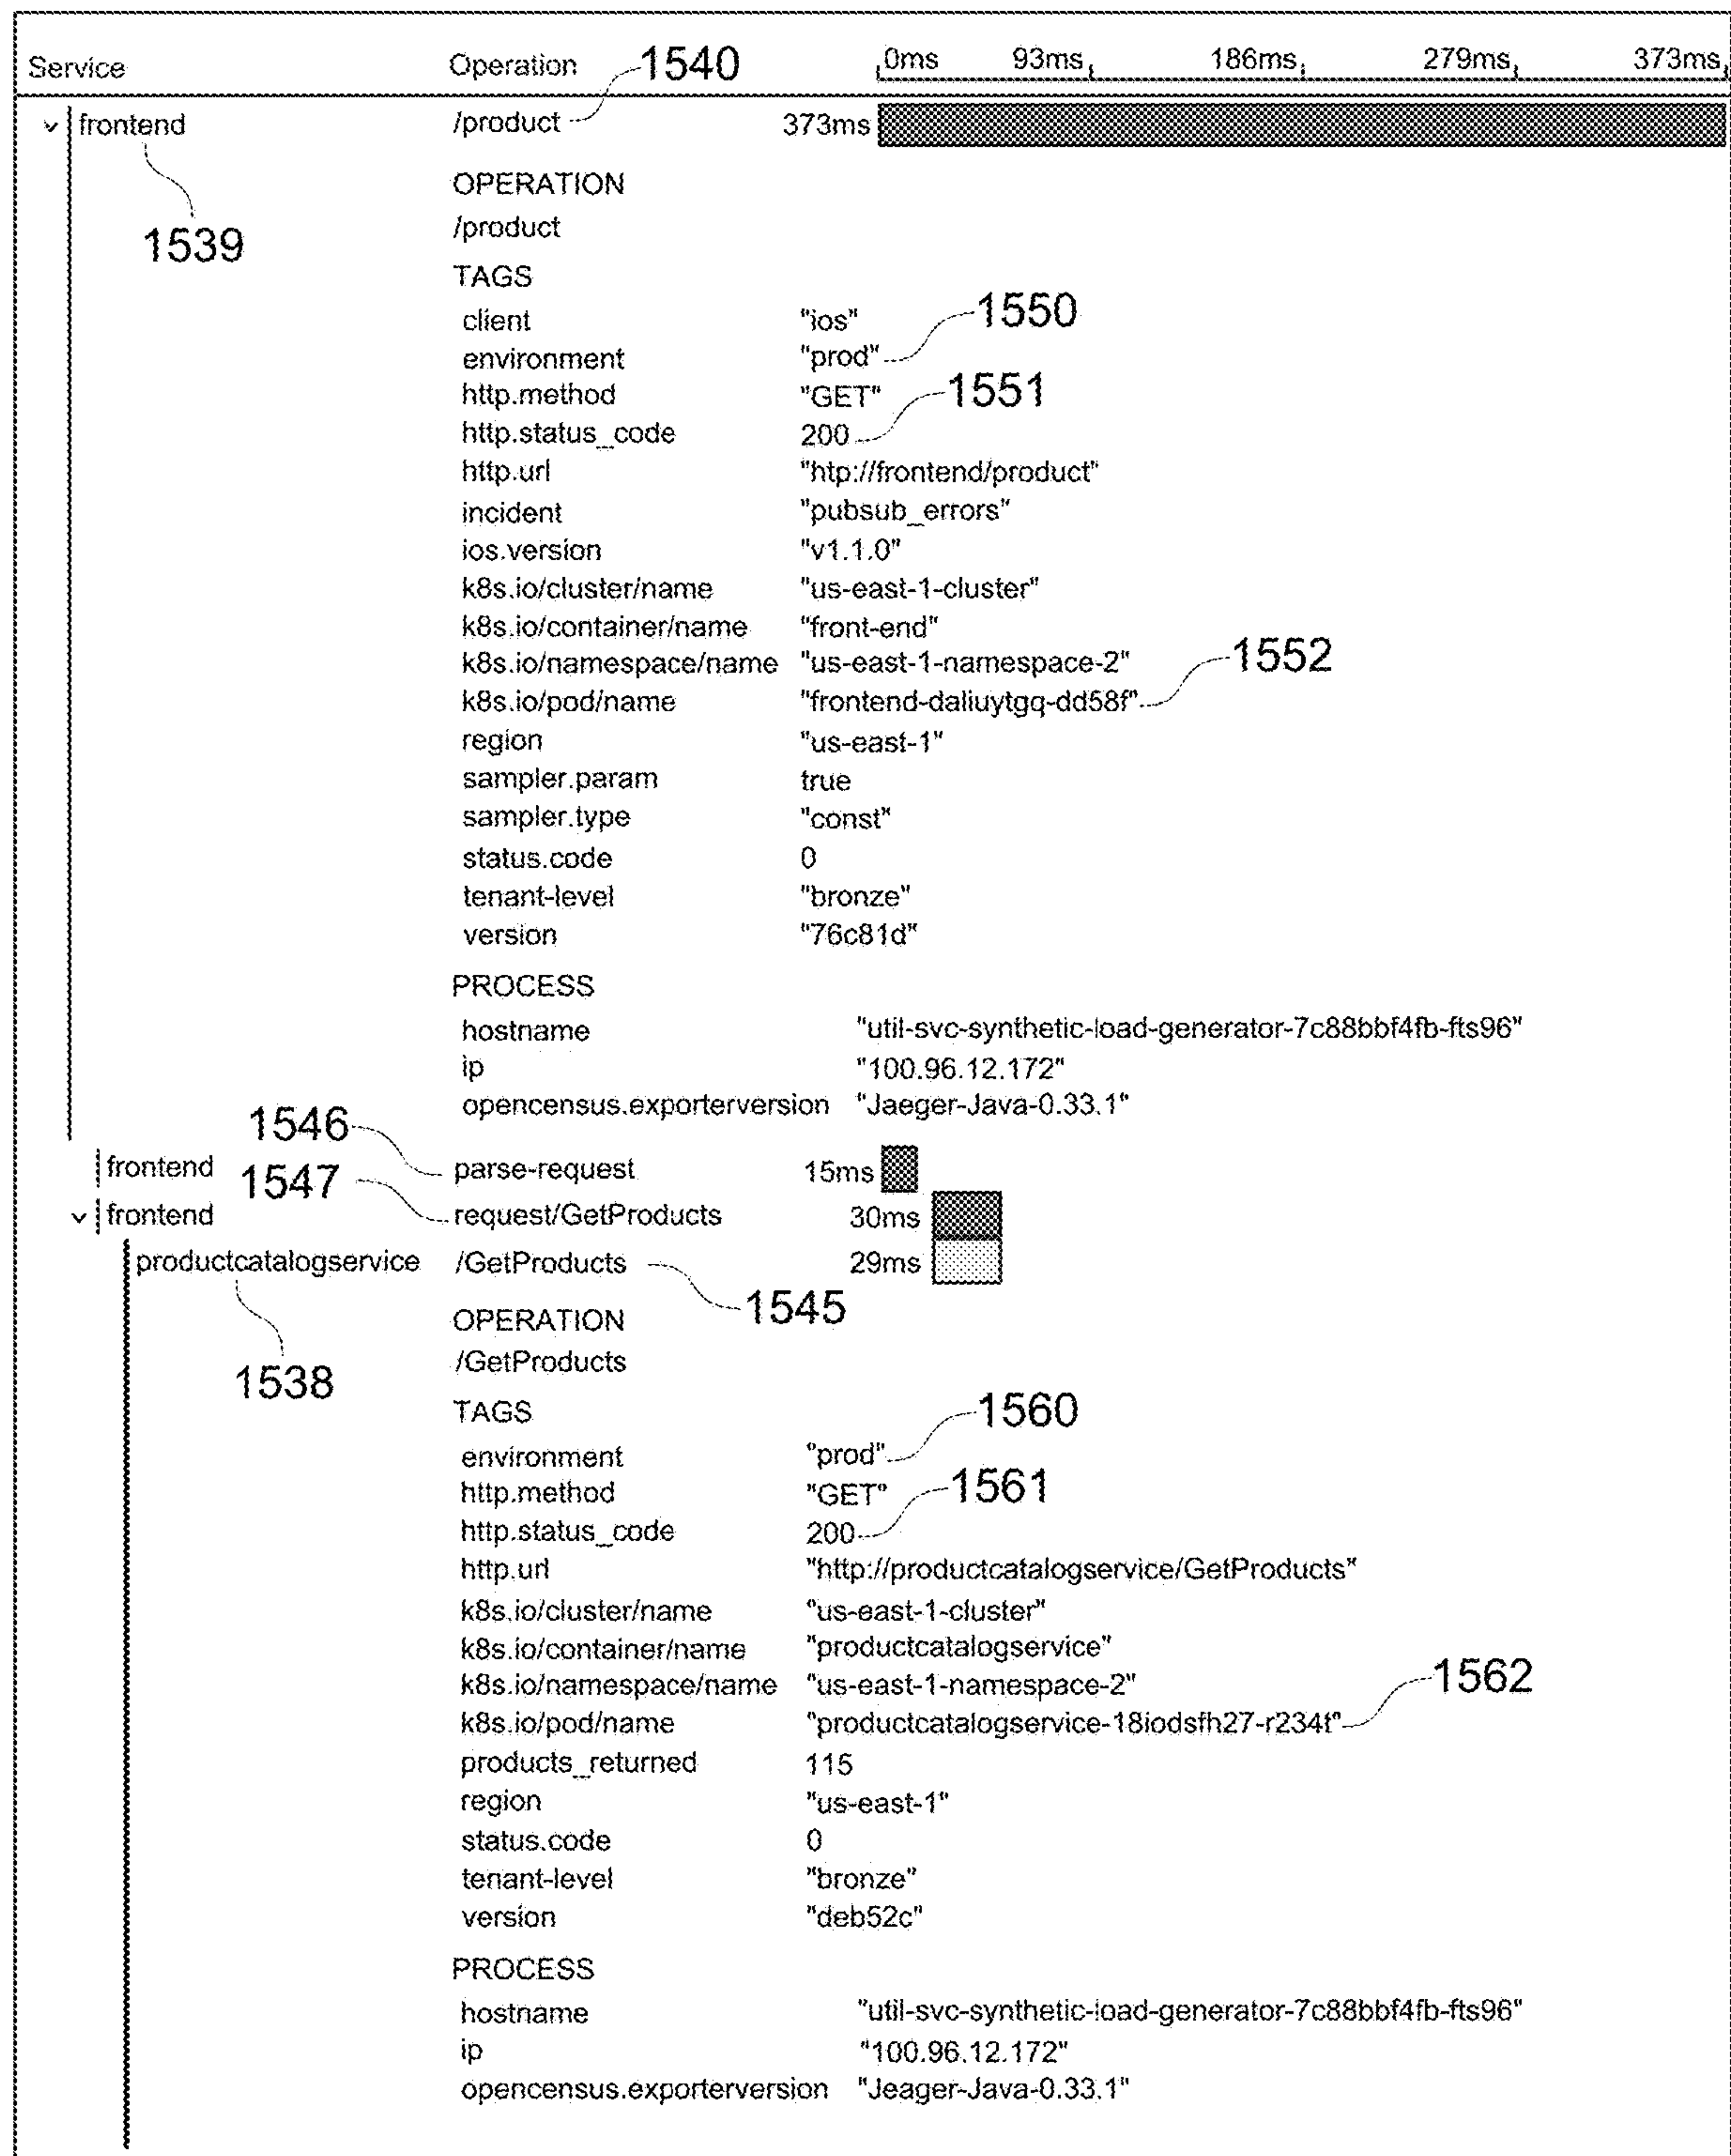 Service Operation 1540 0ms 93ms 186ms 279ms 373ms
frontend /product 373ms
OPERATION
1539 /product
TAGS
client "ios" 1550
environment "prod"
http.method "GET" 1551
http.status_code 200
http.url "htp://frontend/product"
incident "pubsub_errors"
ios.version "v1.1.0"
k8s.io/cluster/name "us-east-1-cluster"
k8s.io/container/name "front-end"
k8s.io/namespace/name "us-east-1-namespace-2" 1552
k8s.io/pod/name "frontend-daliuytgq-dd58f"
region "us-east-1"
sampler.param true
sampler.type "const"
status.code 0
tenant-level "bronze"
version "76c81d"
PROCESS
hostname "util-svc-synthetic-load-generator-7c88bbf4fb-fts96"
ip "100.96.12.172"
opencensus.exporterversion "Jaeger-Java-0.33.1"
1546
frontend parse-request 15ms
1547
frontend request/GetProducts 30ms
productcatalogservice /GetProducts 29ms
OPERATION 1545
1538 /GetProducts
TAGS 1560
environment "prod"
http.method "GET" 1561
http.status_code 200
http.url "http://productcatalogservice/GetProducts"
k8s.io/cluster/name "us-east-1-cluster"
k8s.io/container/name "productcatalogservice"
k8s.io/namespace/name "us-east-1-namespace-2" 1562
k8s.io/pod/name "productcatalogservice-18iodsfh27-r234t"
products_returned 115
region "us-east-1"
status.code 0
tenant-level "bronze"
version "deb52c"
PROCESS
hostname "util-svc-synthetic-load-generator-7c88bbf4fb-fts96"
ip "100.96.12.172"
opencensus.exporterversion "Jeager-Java-0.33.1"